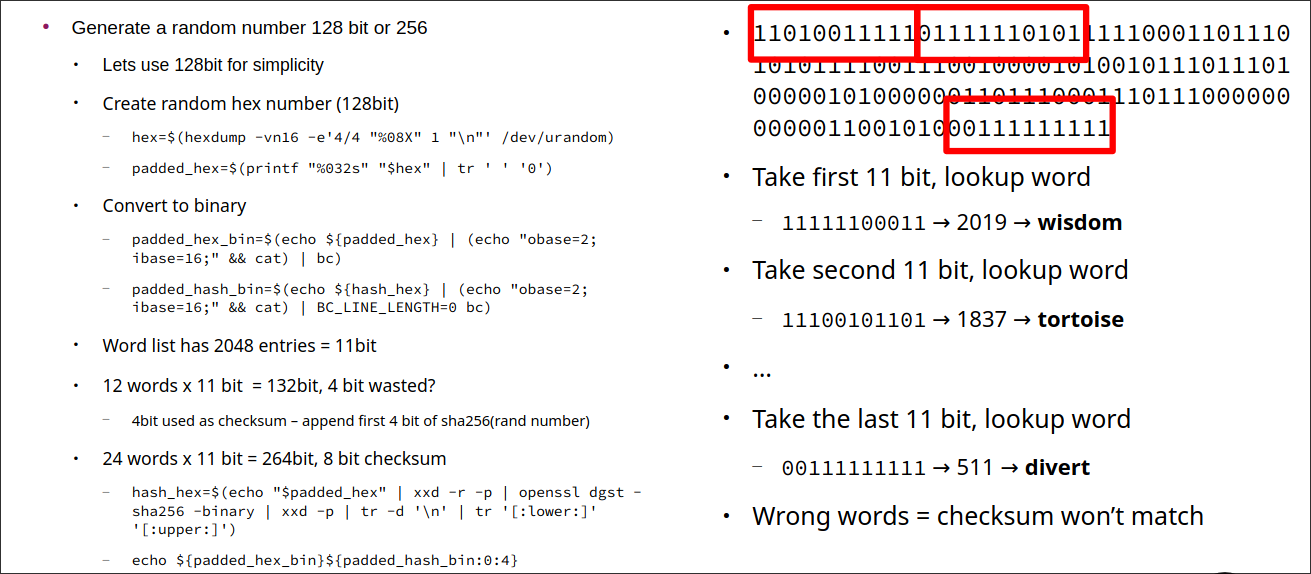 • Generate a random number 128 bit or 256
• Lets use 128bit for simplicity
• Create random hex number (128bit)
– hex=$(hexdump -vn16 -e'4/4 "%08X" 1 "\n"' /dev/urandom)
– padded_hex=$(printf "%032s" "$hex" | tr ' ' '0')
• Convert to binary
– padded_hex_bin=$(echo ${padded_hex} | (echo "obase=2;
ibase=16;" && cat) | bc)
– padded_hash_bin=$(echo ${hash_hex} | (echo "obase=2;
ibase=16;" && cat) | BC_LINE_LENGTH=0 bc)
• Word list has 2048 entries = 11bit
• 12 words x 11 bit  = 132bit, 4 bit wasted?
– 4bit used as checksum – append first 4 bit of sha256(rand number)
• 24 words x 11 bit = 264bit, 8 bit checksum
– hash_hex=$(echo "$padded_hex" | xxd -r -p | openssl dgst -
sha256 -binary | xxd -p | tr -d '\n' | tr '[:lower:]'
'[:upper:]')
– echo ${padded_hex_bin}${padded_hash_bin:0:4}
• 110100111110111111010111110001101110
101011110011100100001010010111011101
000001010000001101110001110111000000
000001100101000111111111
• Take first 11 bit, lookup word
– 11111100011 → 2019 → wisdom
• Take second 11 bit, lookup word
– 11100101101 → 1837 → tortoise
• ...
• Take the last 11 bit, lookup word
– 00111111111 → 511 → divert
• Wrong words = checksum won’t match